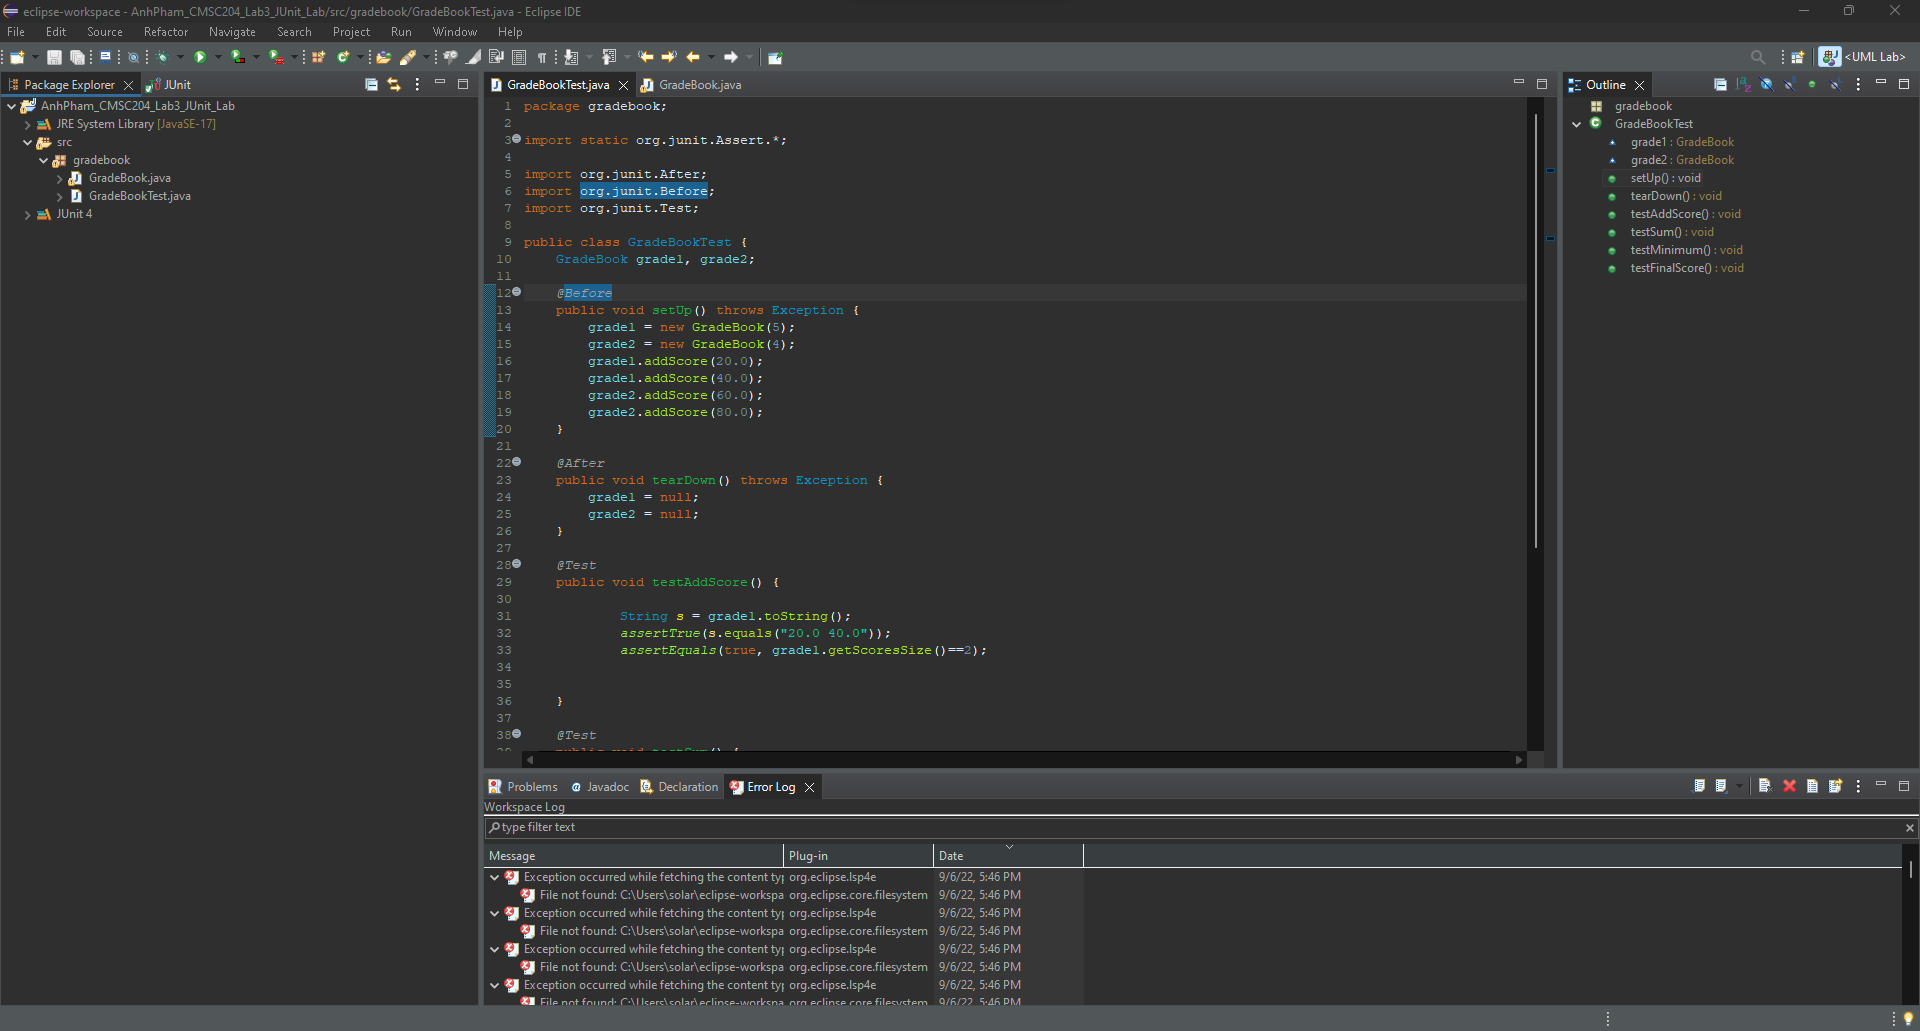 eclipse-workspace - AnhPham_CMSC204_Lab3_JUnit_Lab/src/gradebook/GradeBookTest.java - Eclipse IDE
File Edit Source Refactor Navigate Search Project Run Window Help
<UML Lab>
Package Explorer
JUnit
AnhPham_CMSC204_Lab3_JUnit_Lab
JRE System Library [JavaSE-17]
src
gradebook
GradeBook.java
GradeBookTest.java
JUnit 4
GradeBookTest.java
GradeBook.java
1 package gradebook;
2
3 import static org.junit.Assert.*;
4
5 import org.junit.After;
6 import org.junit.Before;
7 import org.junit.Test;
8
9 public class GradeBookTest {
10 GradeBook grade1, grade2;
11
12 @Before
13 public void setUp() throws Exception {
14 grade1 = new GradeBook(5);
15 grade2 = new GradeBook(4);
16 grade1.addScore(20.0);
17 grade1.addScore(40.0);
18 grade2.addScore(60.0);
19 grade2.addScore(80.0);
20 }
21
22 @After
23 public void tearDown() throws Exception {
24 grade1 = null;
25 grade2 = null;
26 }
27
28 @Test
29 public void testAddScore() {
30
31 String s = grade1.toString();
32 assertTrue(s.equals("20.0 40.0"));
33 assertEquals(true, grade1.getScoresSize()==2);
34
35
36 }
37
38 @Test
39 public void testSum() {
Outline
gradebook
GradeBookTest
grade1 : GradeBook
grade2 : GradeBook
setUp() : void
tearDown() : void
testAddScore() : void
testSum() : void
testMinimum() : void
testFinalScore() : void
Problems
Javadoc
Declaration
Error Log
Workspace Log
type filter text
Message Plug-in Date
Exception occurred while fetching the content typ org.eclipse.lsp4e 9/6/22, 5:46 PM
File not found: C:\Users\solar\eclipse-workspa org.eclipse.core.filesystem 9/6/22, 5:46 PM
Exception occurred while fetching the content typ org.eclipse.lsp4e 9/6/22, 5:46 PM
File not found: C:\Users\solar\eclipse-workspa org.eclipse.core.filesystem 9/6/22, 5:46 PM
Exception occurred while fetching the content typ org.eclipse.lsp4e 9/6/22, 5:46 PM
File not found: C:\Users\solar\eclipse-workspa org.eclipse.core.filesystem 9/6/22, 5:46 PM
Exception occurred while fetching the content typ org.eclipse.lsp4e 9/6/22, 5:46 PM
File not found: C:\Users\solar\eclipse-workspa org.eclipse.core.filesystem 9/6/22, 5:46 PM